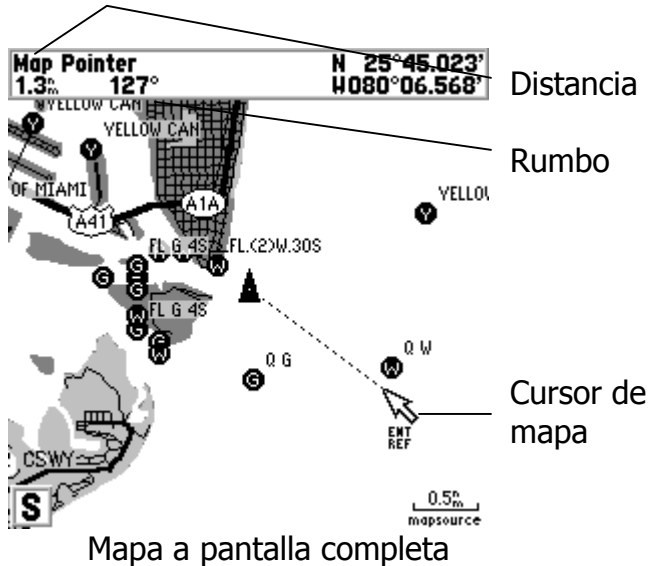 Map Pointer N 25°45.023'
1.3nm 127° W080°06.568'
Distancia
YELLOW CAN
Rumbo
Y
YELLOW CAN
OF MIAMI
A1A
YELLOW
Y
A41
FL G 4S FL.(2)W.30S
W
G
G
G
FL G 4S
W
G
G
W
Q G
G
Q W
W
ENT
REF
Cursor de
mapa
CSWY
S
0.5nm
mapsource
Mapa a pantalla completa